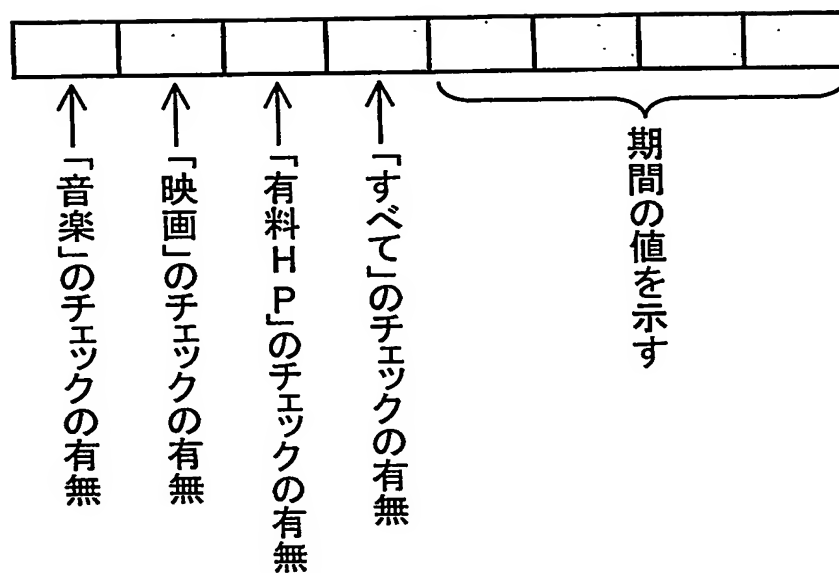 「音楽」のチェックの有無
「映画」のチェックの有無
「有料HP」のチェックの有無
「すべて」のチェックの有無
期間の値を示す